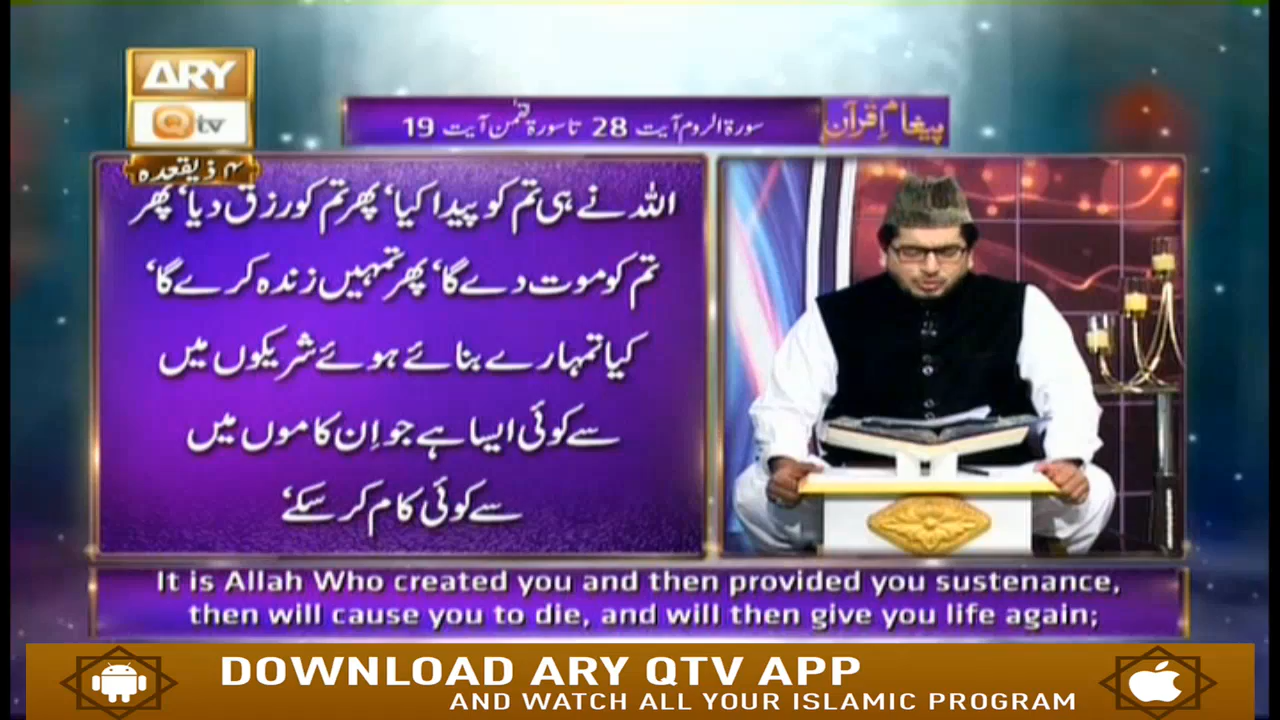 ARY
Qtv
سورۃ الروم آیت 28 تا سورۃ لقمٰن آیت 19
پیغامِ قرآن
۴ ذیقعدہ
اللہ نے ہی تم کو پیدا کیا‘ پھر تم کو رزق دیا‘ پھر
تم کو موت دے گا‘ پھر تمہیں زندہ کرے گا‘
کیا تمہارے بنائے ہوئے شریکوں میں
سے کوئی ایسا ہے جو اِن کاموں میں
سے کوئی کام کر سکے‘
It is Allah Who created you and then provided you sustenance,
then will cause you to die, and will then give you life again;
DOWNLOAD ARY QTV APP
AND WATCH ALL YOUR ISLAMIC PROGRAM